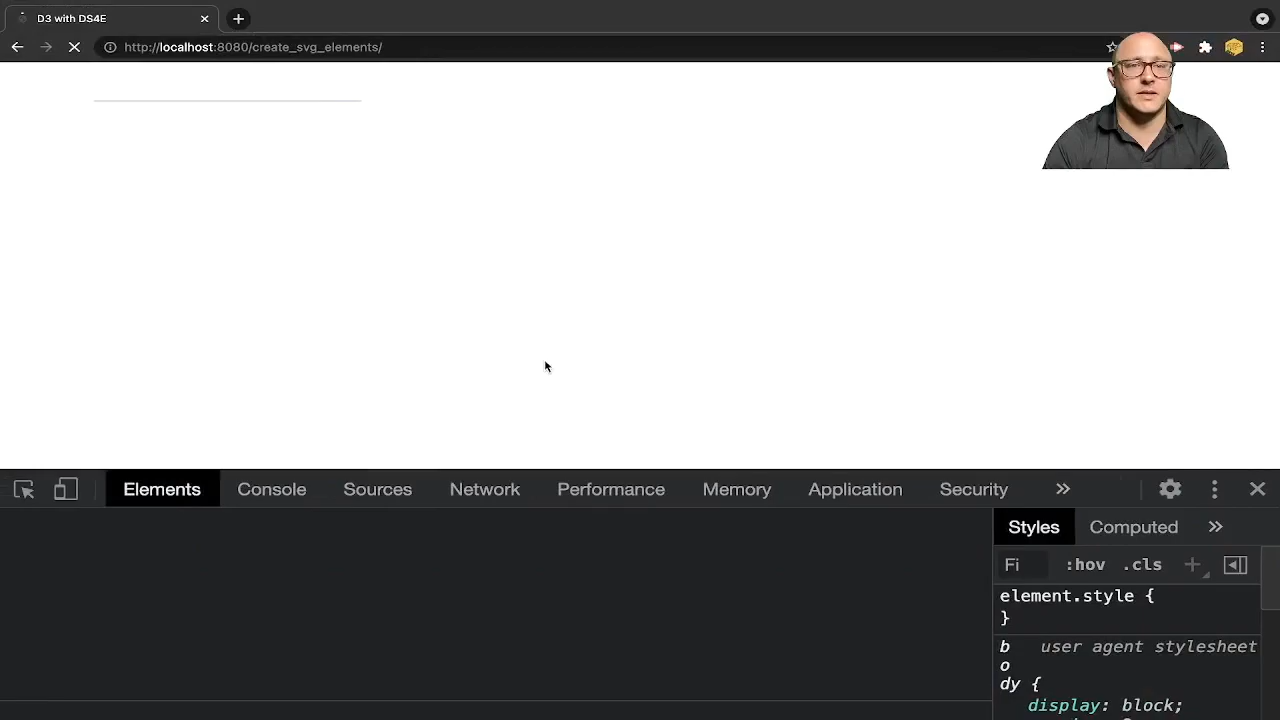 D3 with DS4E
http://localhost:8080/create_svg_elements/
Elements Console Sources Network Performance Memory Application Security
Styles Computed
Fi :hov .cls
element.style {
}
b user agent stylesheet
o
dy {
display: block;